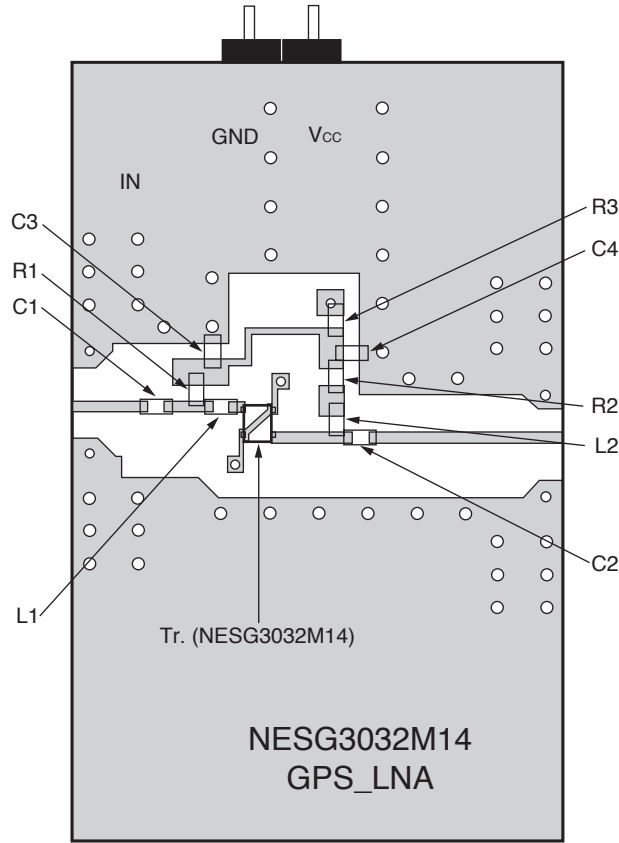 GND
VCC
IN
C3
R3
R1
C4
C1
R2
L2
C2
L1
Tr. (NESG3032M14)
NESG3032M14
GPS_LNA